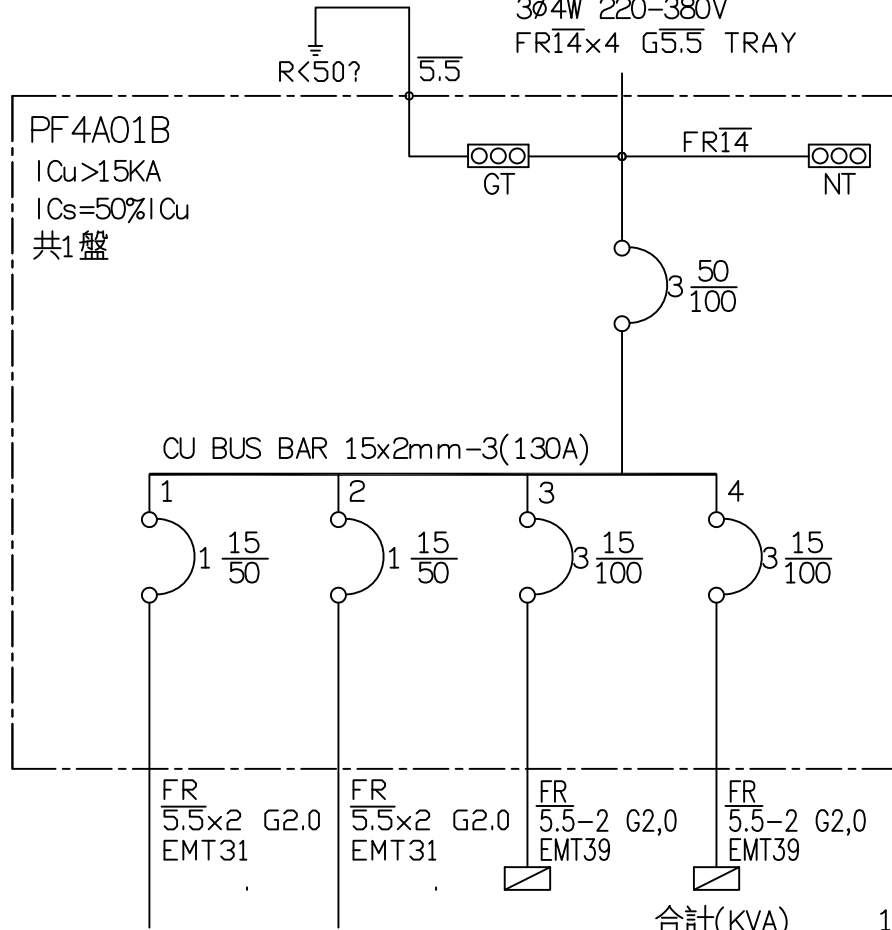 3ø4W 220-380V
FR14x4 G5.5 TRAY
R<50?
5.5
PF4A01B
ICu>15KA
ICs=50%ICu
共1盤
GT
FR14
NT
3 50/100
CU BUS BAR 15x2mm-3(130A)
1 2 3 4
1 15/50
1 15/50
3 15/100
3 15/100
FR
5.5x2 G2.0
EMT31
FR
5.5x2 G2.0
EMT31
FR
5.5-2 G2,0
EMT39
FR
5.5-2 G2,0
EMT39
合計(KVA) 1